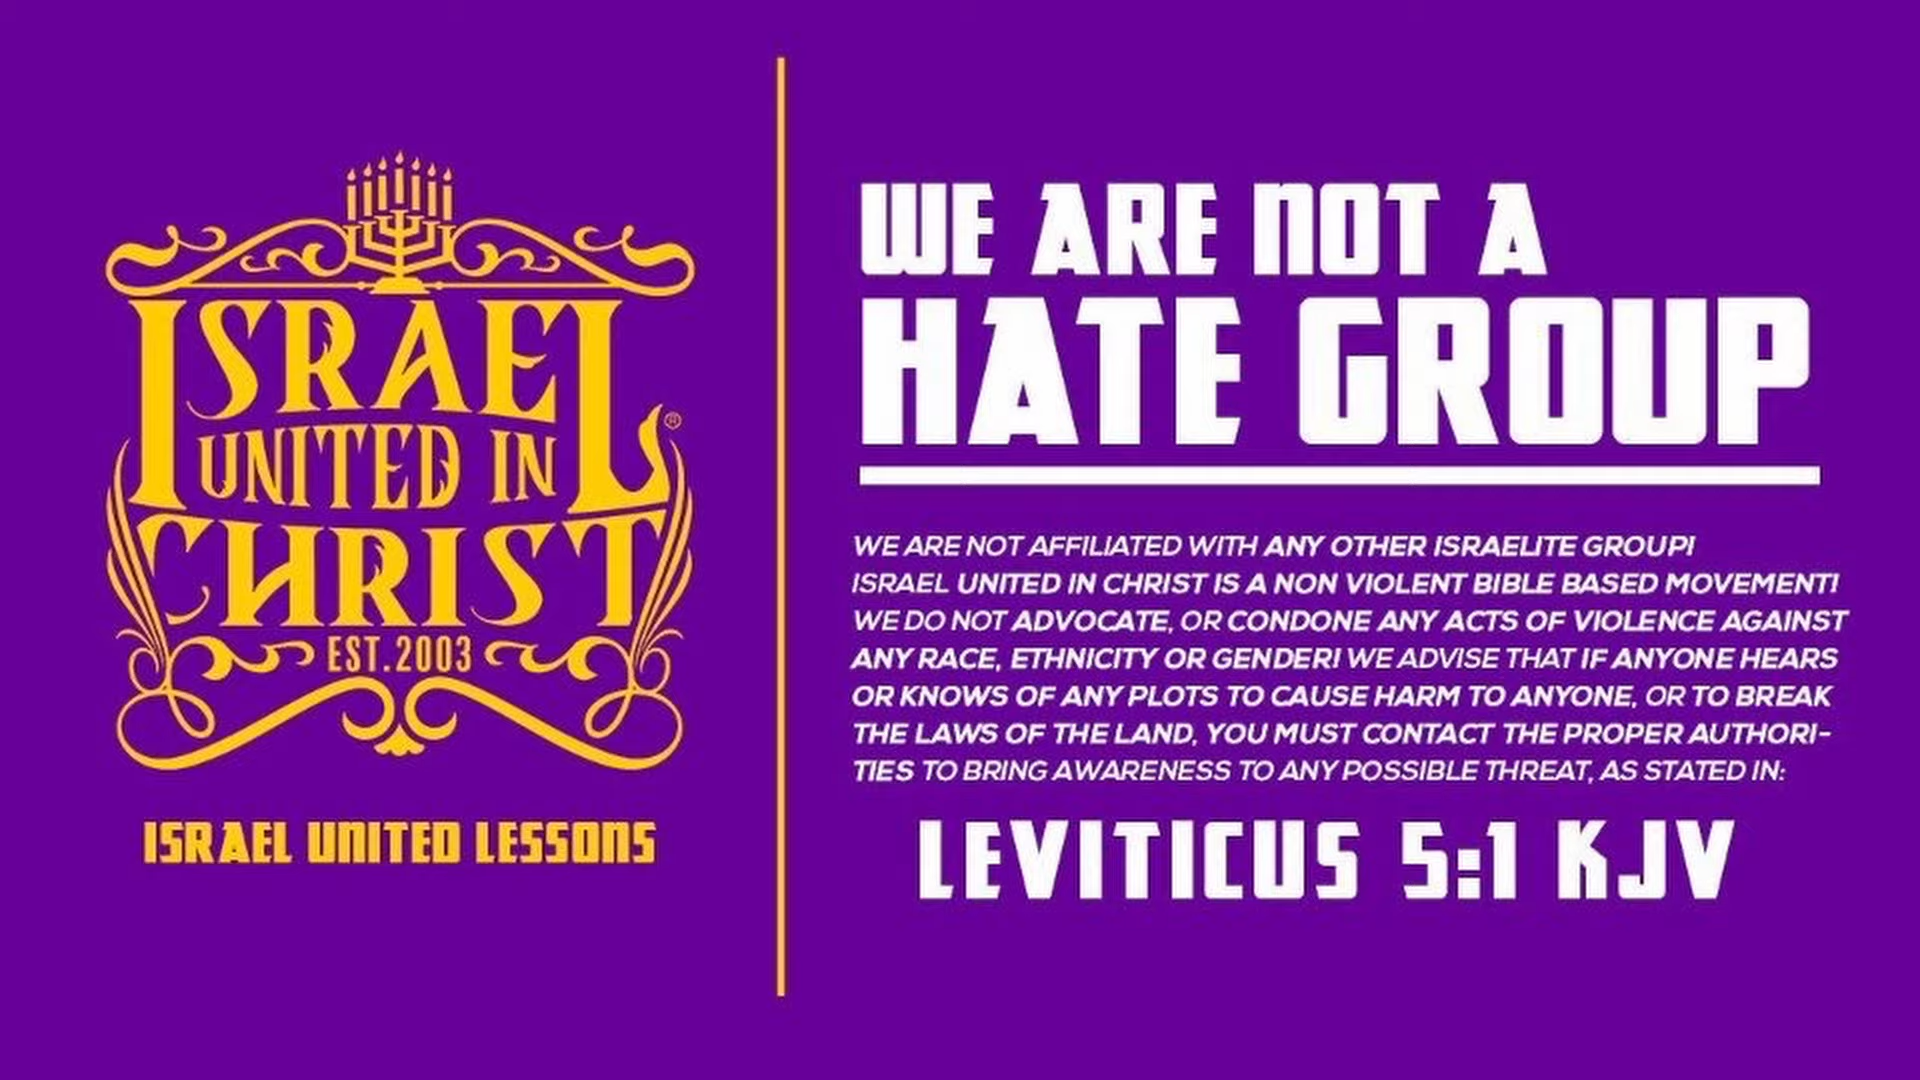 ISRAEL
UNITED IN
CHRIST
®
EST.2003
ISRAEL UNITED LESSONS
WE ARE NOT A
HATE GROUP
WE ARE NOT AFFILIATED WITH ANY OTHER ISRAELITE GROUP!
ISRAEL UNITED IN CHRIST IS A NON VIOLENT BIBLE BASED MOVEMENT!
WE DO NOT ADVOCATE, OR CONDONE ANY ACTS OF VIOLENCE AGAINST
ANY RACE, ETHNICITY OR GENDER! WE ADVISE THAT IF ANYONE HEARS
OR KNOWS OF ANY PLOTS TO CAUSE HARM TO ANYONE, OR TO BREAK
THE LAWS OF THE LAND, YOU MUST CONTACT THE PROPER AUTHORI-
TIES TO BRING AWARENESS TO ANY POSSIBLE THREAT, AS STATED IN:
LEVITICUS 5:1 KJV